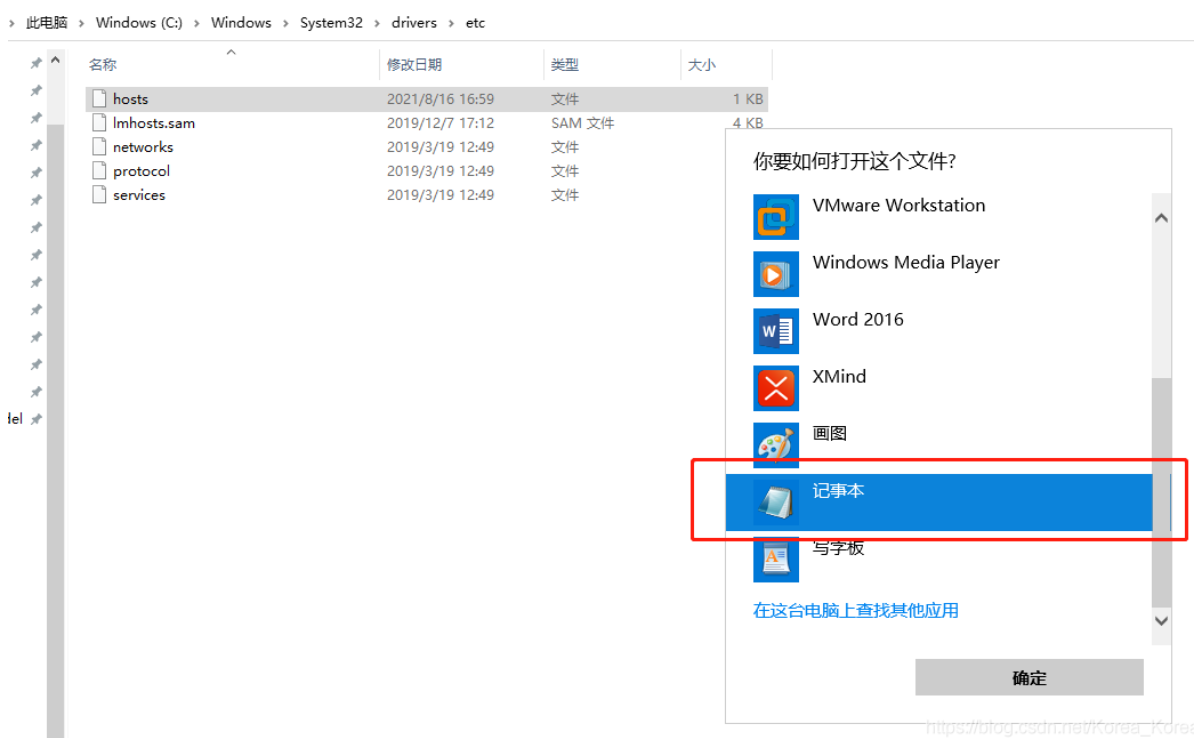 › 此电脑 › Windows (C:) › Windows › System32 › drivers › etc
名称 修改日期 类型 大小
hosts 2021/8/16 16:59 文件 1 KB
lmhosts.sam 2019/12/7 17:12 SAM 文件 4 KB
networks 2019/3/19 12:49 文件
protocol 2019/3/19 12:49 文件
services 2019/3/19 12:49 文件
del
你要如何打开这个文件?
VMware Workstation
Windows Media Player
W Word 2016
XMind
画图
记事本
A 写字板
在这台电脑上查找其他应用
确定
https://blog.csdn.net/Korea_Korea